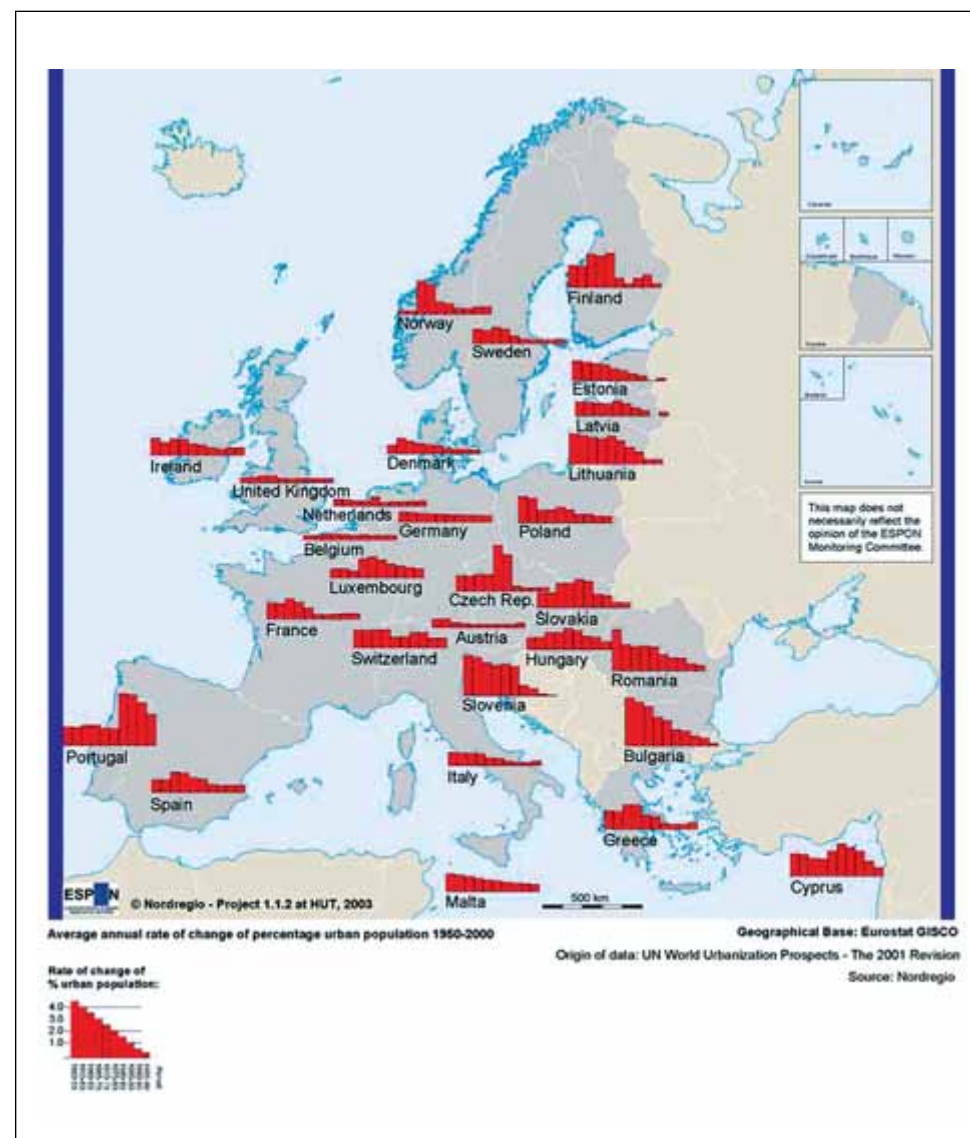 Finland
Norway
Sweden
Estonia
Latvia
Lithuania
Ireland
Denmark
United Kingdom
Netherlands
Germany
Poland
Belgium
Luxembourg
Czech Rep.
Slovakia
France
Austria
Switzerland
Hungary
Romania
Slovenia
Portugal
Bulgaria
Italy
Spain
Greece
Cyprus
Malta
This map does not
necessarily reflect the
opinion of the ESPON
Monitoring Committee.
ESPON
© Nordregio - Project 1.1.2 at HUT, 2003
500 km
Average annual rate of change of percentage urban population 1950-2000
Geographical Base: Eurostat GISCO
Origin of data: UN World Urbanization Prospects - The 2001 Revision
Source: Nordregio
Rate of change of
% urban population:
4.0
3.0
2.0
1.0